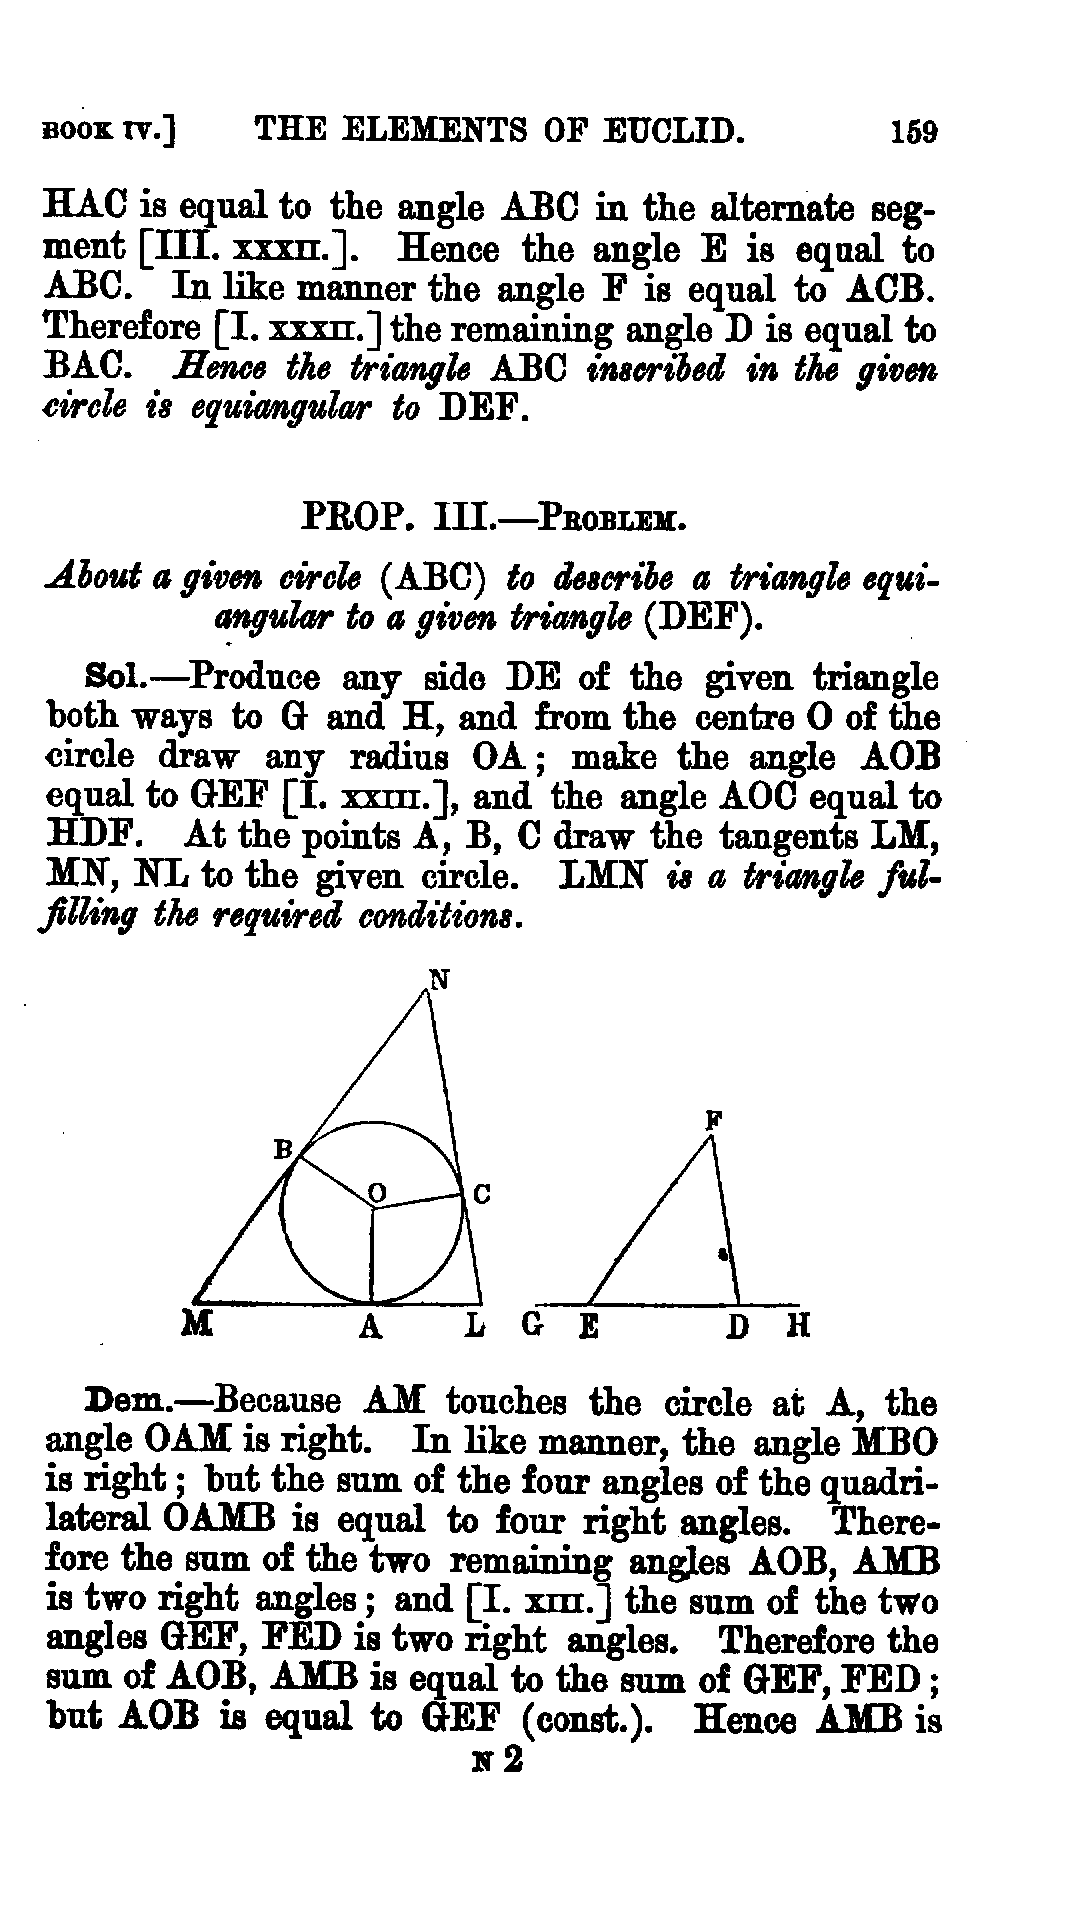 BOOK IV.] THE ELEMENTS OF EUCLID. 159
HAC is equal to the angle ABC in the alternate seg-
ment [III. XXXII.]. Hence the angle E is equal to
ABC. In like manner the angle F is equal to ACB.
Therefore [I. XXXII.] the remaining angle D is equal to
BAC. Hence the triangle ABC inscribed in the given
circle is equiangular to DEF.
PROP. III.—PROBLEM.
About a given circle (ABC) to describe a triangle equi-
angular to a given triangle (DEF).
Sol.—Produce any side DE of the given triangle
both ways to G and H, and from the centre O of the
circle draw any radius OA; make the angle AOB
equal to GEF [I. XXIII.], and the angle AOC equal to
HDF. At the points A, B, C draw the tangents LM,
MN, NL to the given circle. LMN is a triangle ful-
filling the required conditions.
N
F
B
O
C
M A L G E D H
Dem.—Because AM touches the circle at A, the
angle OAM is right. In like manner, the angle MBO
is right; but the sum of the four angles of the quadri-
lateral OAMB is equal to four right angles. There-
fore the sum of the two remaining angles AOB, AMB
is two right angles; and [I. XIII.] the sum of the two
angles GEF, FED is two right angles. Therefore the
sum of AOB, AMB is equal to the sum of GEF, FED;
but AOB is equal to GEF (const.). Hence AMB is
N 2